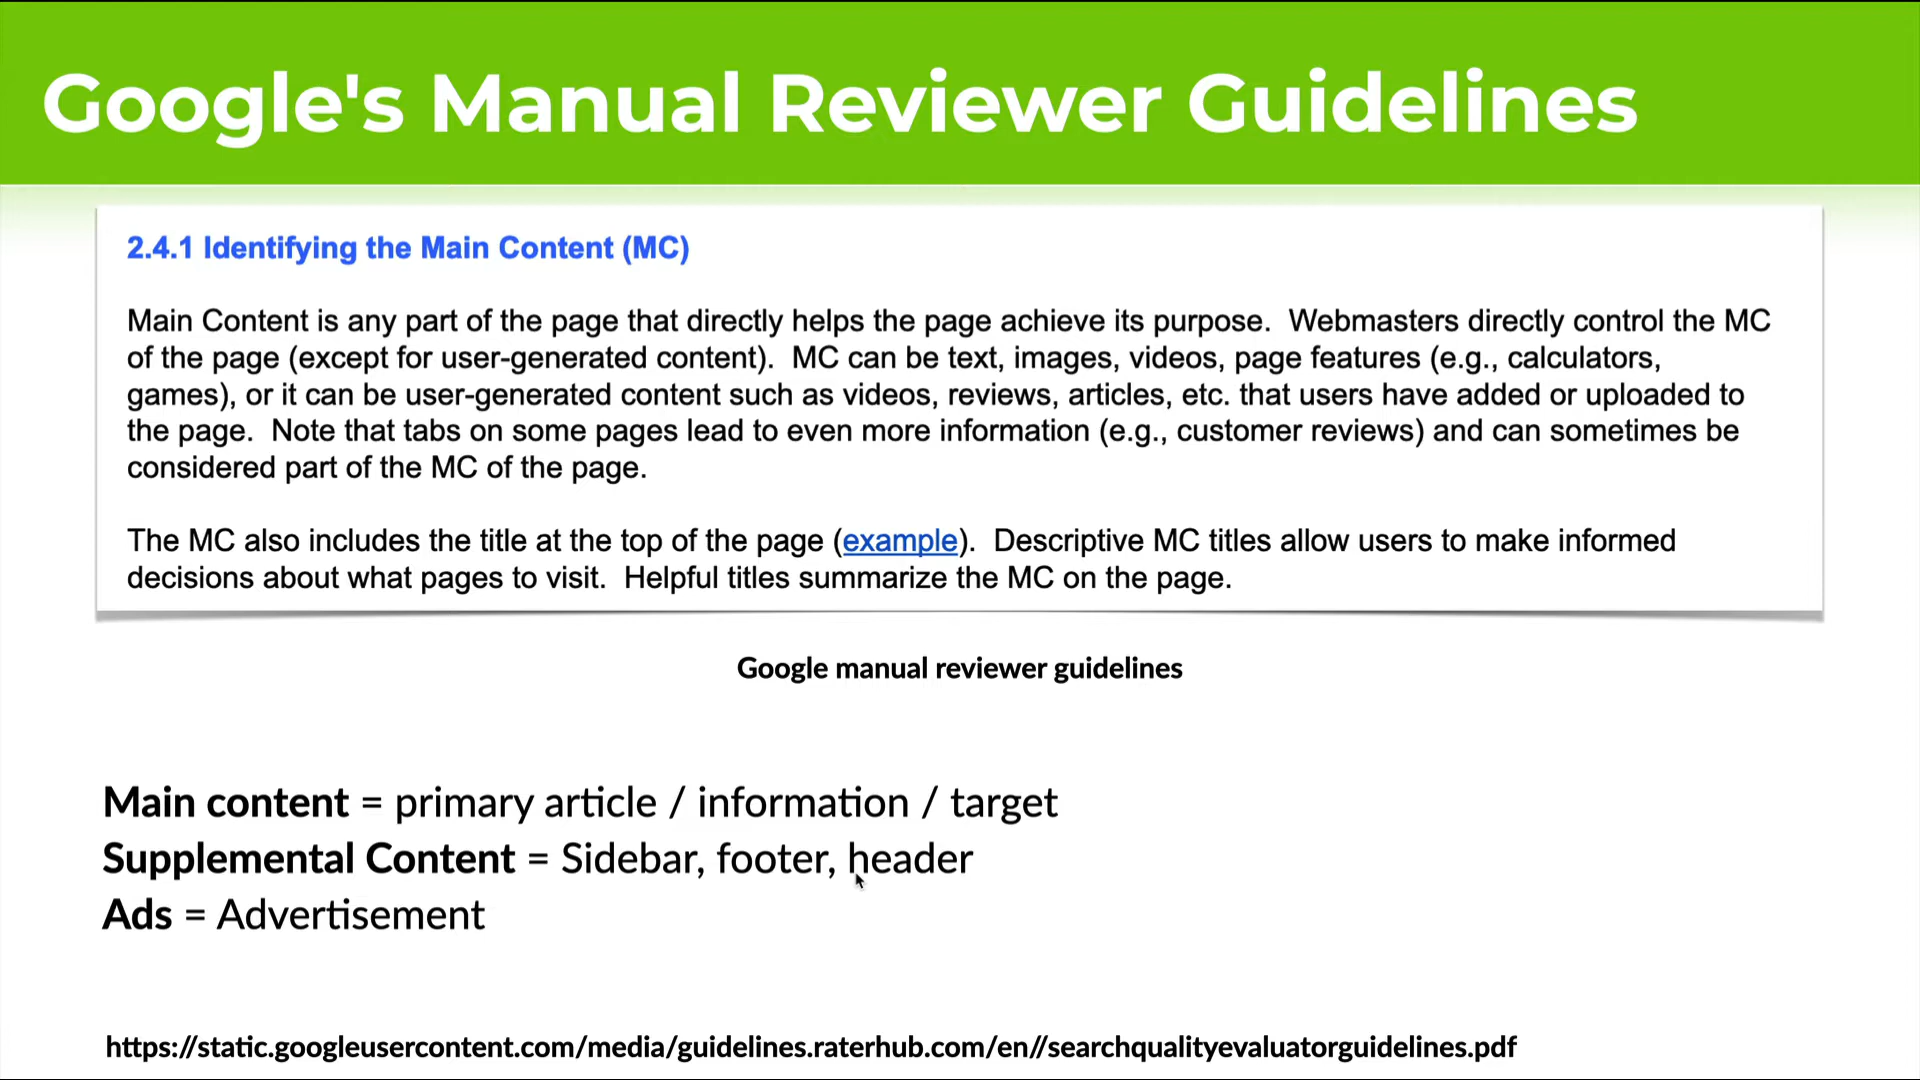 Google's Manual Reviewer Guidelines
2.4.1 Identifying the Main Content (MC)
Main Content is any part of the page that directly helps the page achieve its purpose.  Webmasters directly control the MC
of the page (except for user-generated content).  MC can be text, images, videos, page features (e.g., calculators,
games), or it can be user-generated content such as videos, reviews, articles, etc. that users have added or uploaded to
the page.  Note that tabs on some pages lead to even more information (e.g., customer reviews) and can sometimes be
considered part of the MC of the page.
The MC also includes the title at the top of the page (example).  Descriptive MC titles allow users to make informed
decisions about what pages to visit.  Helpful titles summarize the MC on the page.
Google manual reviewer guidelines
Main content = primary article / information / target
Supplemental Content = Sidebar, footer, header
Ads = Advertisement
https://static.googleusercontent.com/media/guidelines.raterhub.com/en//searchqualityevaluatorguidelines.pdf